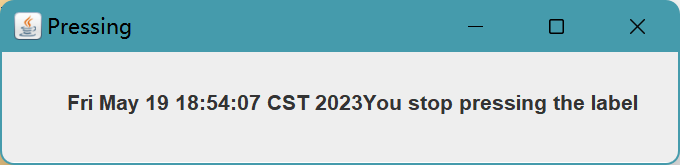 Pressing
Fri May 19 18:54:07 CST 2023You stop pressing the label